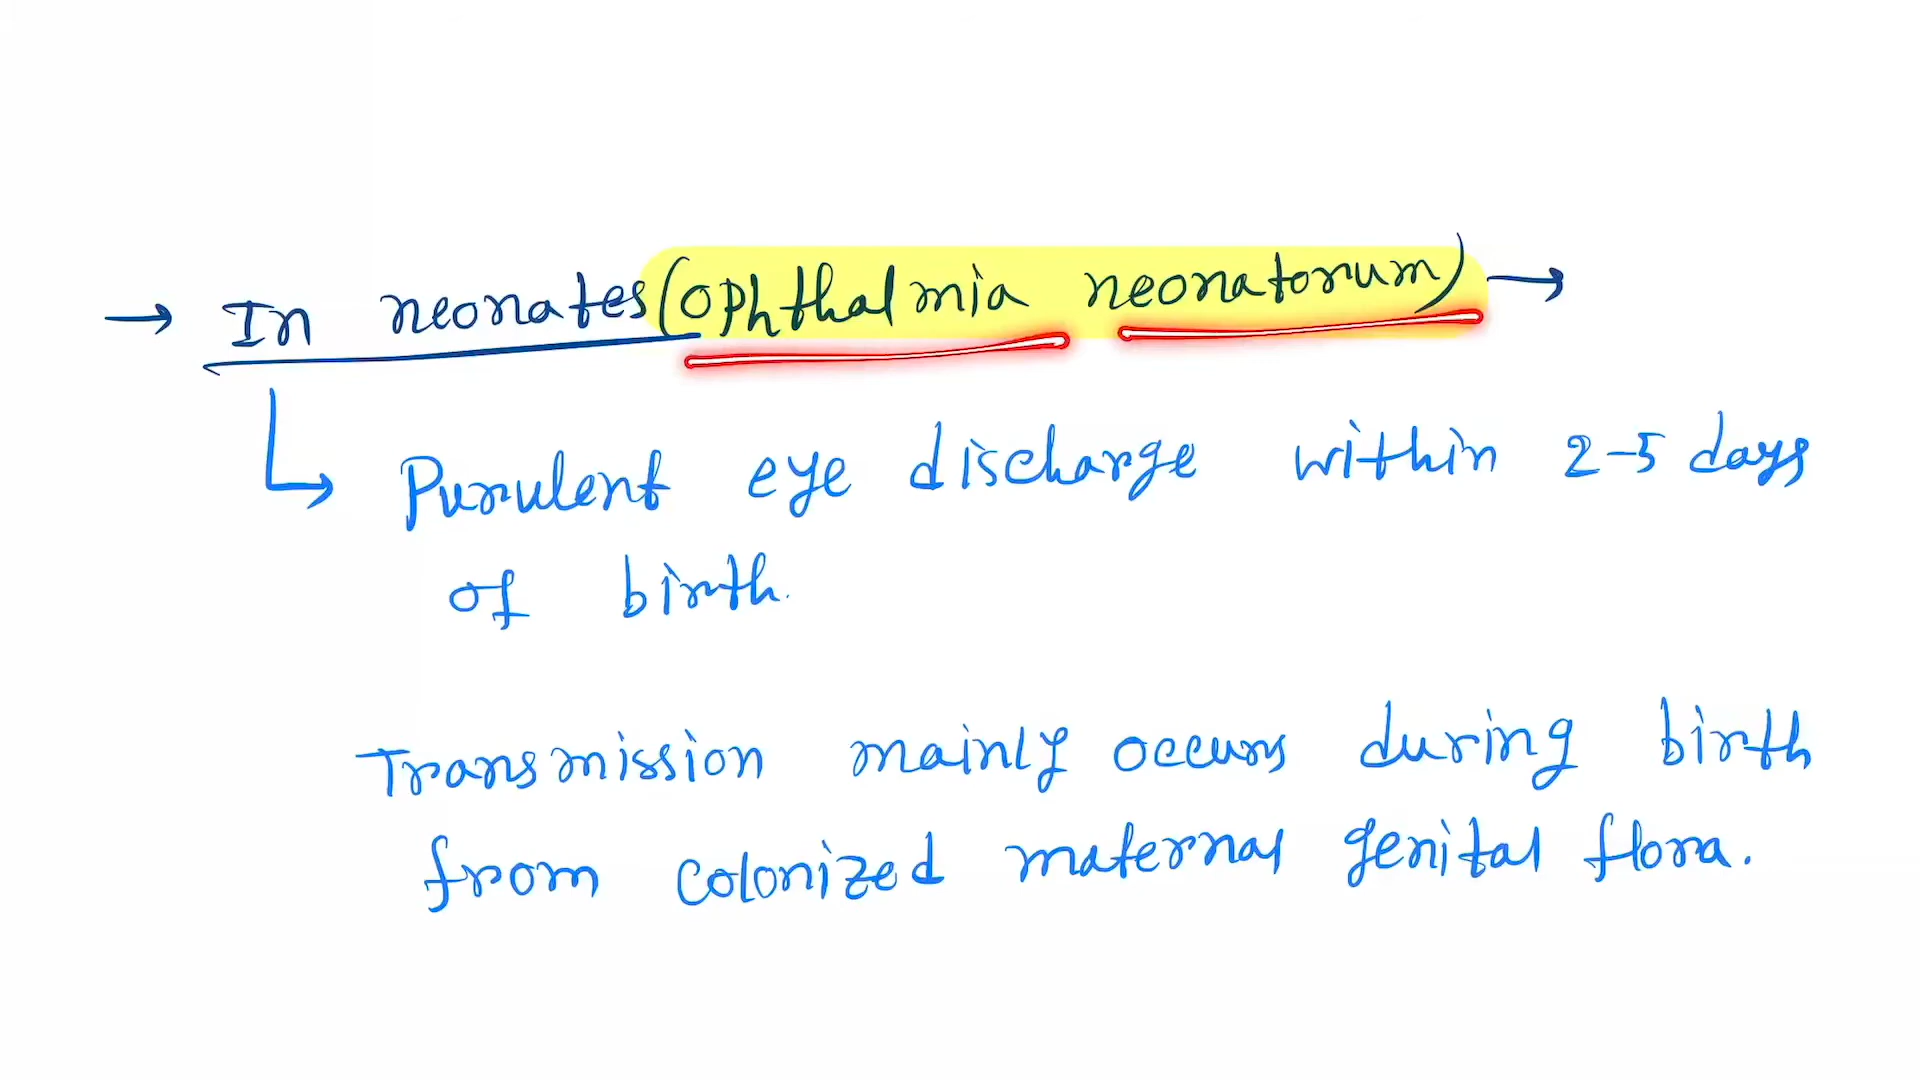 → In neonates (ophthalmia neonatorum) →
↳ Purulent eye discharge within 2-5 days
of birth.
Transmission mainly occurs during birth
from colonized maternal genital flora.